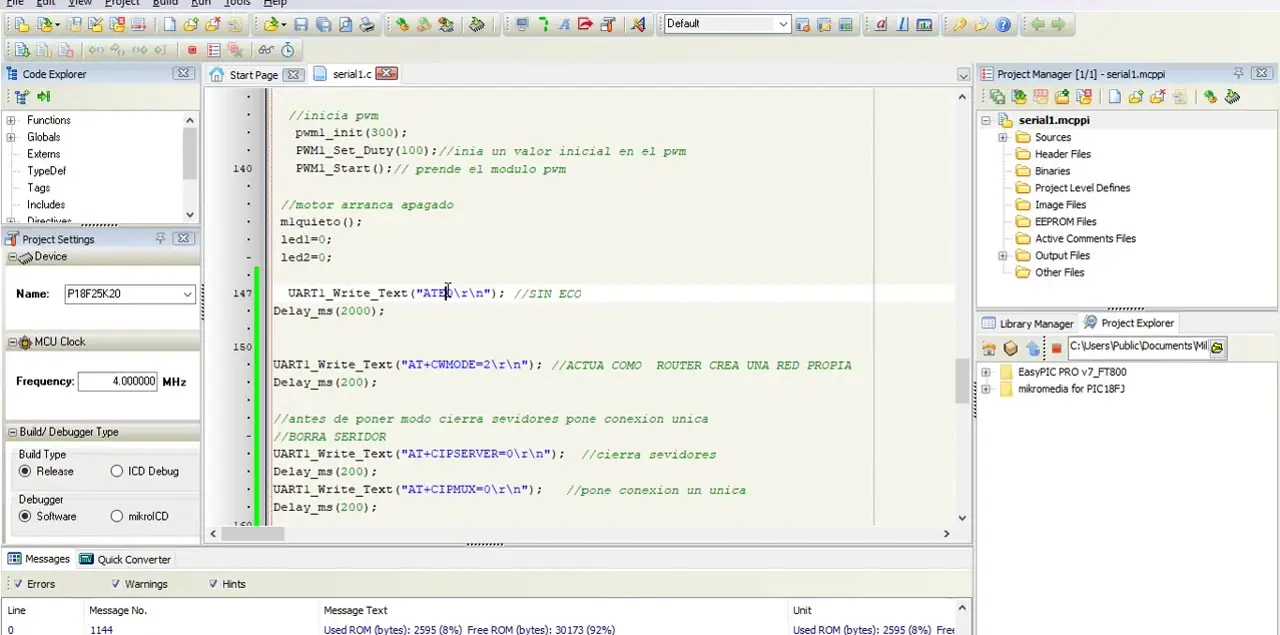 File Edit View Project Build Run Tools Help
Default
Code Explorer
Start Page
serial1.c
Project Manager [1/1] - serial1.mcppi
Functions
Globals
Externs
TypeDef
Tags
Includes
Directives
Project Settings
Device
Name: P18F25K20
MCU Clock
Frequency: 4.000000 MHz
Build/ Debugger Type
Build Type
Release
ICD Debug
Debugger
Software
mikroICD
//inicia pwm
pwm1_init(300);
PWM1_Set_Duty(100);//inia un valor inicial en el pwm
140 PWM1_Start();// prende el modulo pwm
//motor arranca apagado
m1quieto();
led1=0;
led2=0;
147 UART1_Write_Text("ATE0\r\n"); //SIN ECO
Delay_ms(2000);
150
UART1_Write_Text("AT+CWMODE=2\r\n"); //ACTUA COMO ROUTER CREA UNA RED PROPIA
Delay_ms(200);
//antes de poner modo cierra sevidores pone conexion unica
//BORRA SERIDOR
UART1_Write_Text("AT+CIPSERVER=0\r\n"); //cierra sevidores
Delay_ms(200);
UART1_Write_Text("AT+CIPMUX=0\r\n"); //pone conexion un unica
Delay_ms(200);
160
serial1.mcppi
Sources
Header Files
Binaries
Project Level Defines
Image Files
EEPROM Files
Active Comments Files
Output Files
Other Files
Library Manager
Project Explorer
C:\Users\Public\Documents\Mil
EasyPIC PRO v7_FT800
mikromedia for PIC18FJ
Messages
Quick Converter
Errors
Warnings
Hints
Line Message No. Message Text Unit
0 1144 Used ROM (bytes): 2595 (8%) Free ROM (bytes): 30173 (92%) Used ROM (bytes): 2595 (8%) Free